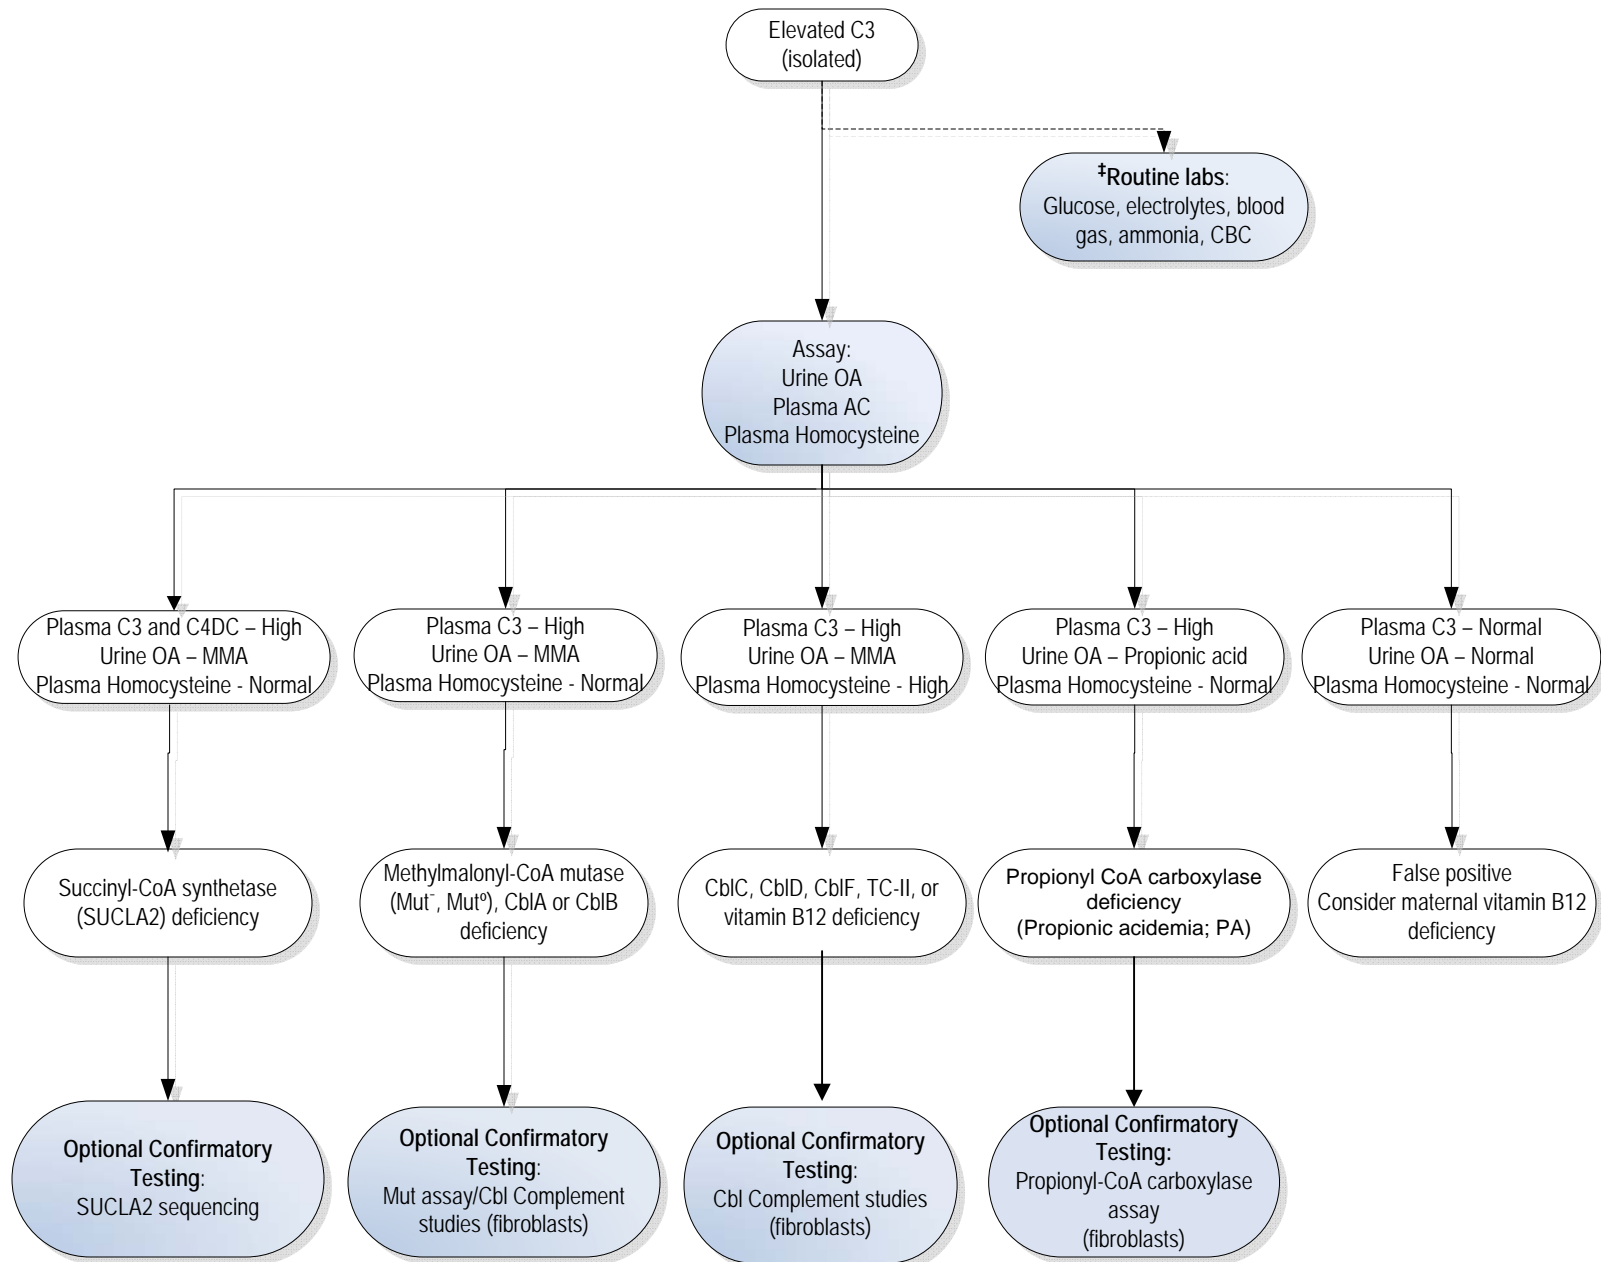 Elevated C3
(isolated)
‡Routine labs:
Glucose, electrolytes, blood
gas, ammonia, CBC
Assay:
Urine OA
Plasma AC
Plasma Homocysteine
Plasma C3 and C4DC – High
Urine OA – MMA
Plasma Homocysteine - Normal
Plasma C3 – High
Urine OA – MMA
Plasma Homocysteine - Normal
Plasma C3 – High
Urine OA – MMA
Plasma Homocysteine - High
Plasma C3 – High
Urine OA – Propionic acid
Plasma Homocysteine - Normal
Plasma C3 – Normal
Urine OA – Normal
Plasma Homocysteine - Normal
Succinyl-CoA synthetase
(SUCLA2) deficiency
Methylmalonyl-CoA mutase
(Mut⁻, Mutº), CblA or CblB
deficiency
CblC, CblD, CblF, TC-II, or
vitamin B12 deficiency
Propionyl CoA carboxylase
deficiency
(Propionic acidemia; PA)
False positive
Consider maternal vitamin B12
deficiency
Optional Confirmatory
Testing:
SUCLA2 sequencing
Optional Confirmatory
Testing:
Mut assay/Cbl Complement
studies (fibroblasts)
Optional Confirmatory
Testing:
Cbl Complement studies
(fibroblasts)
Optional Confirmatory
Testing:
Propionyl-CoA carboxylase
assay
(fibroblasts)